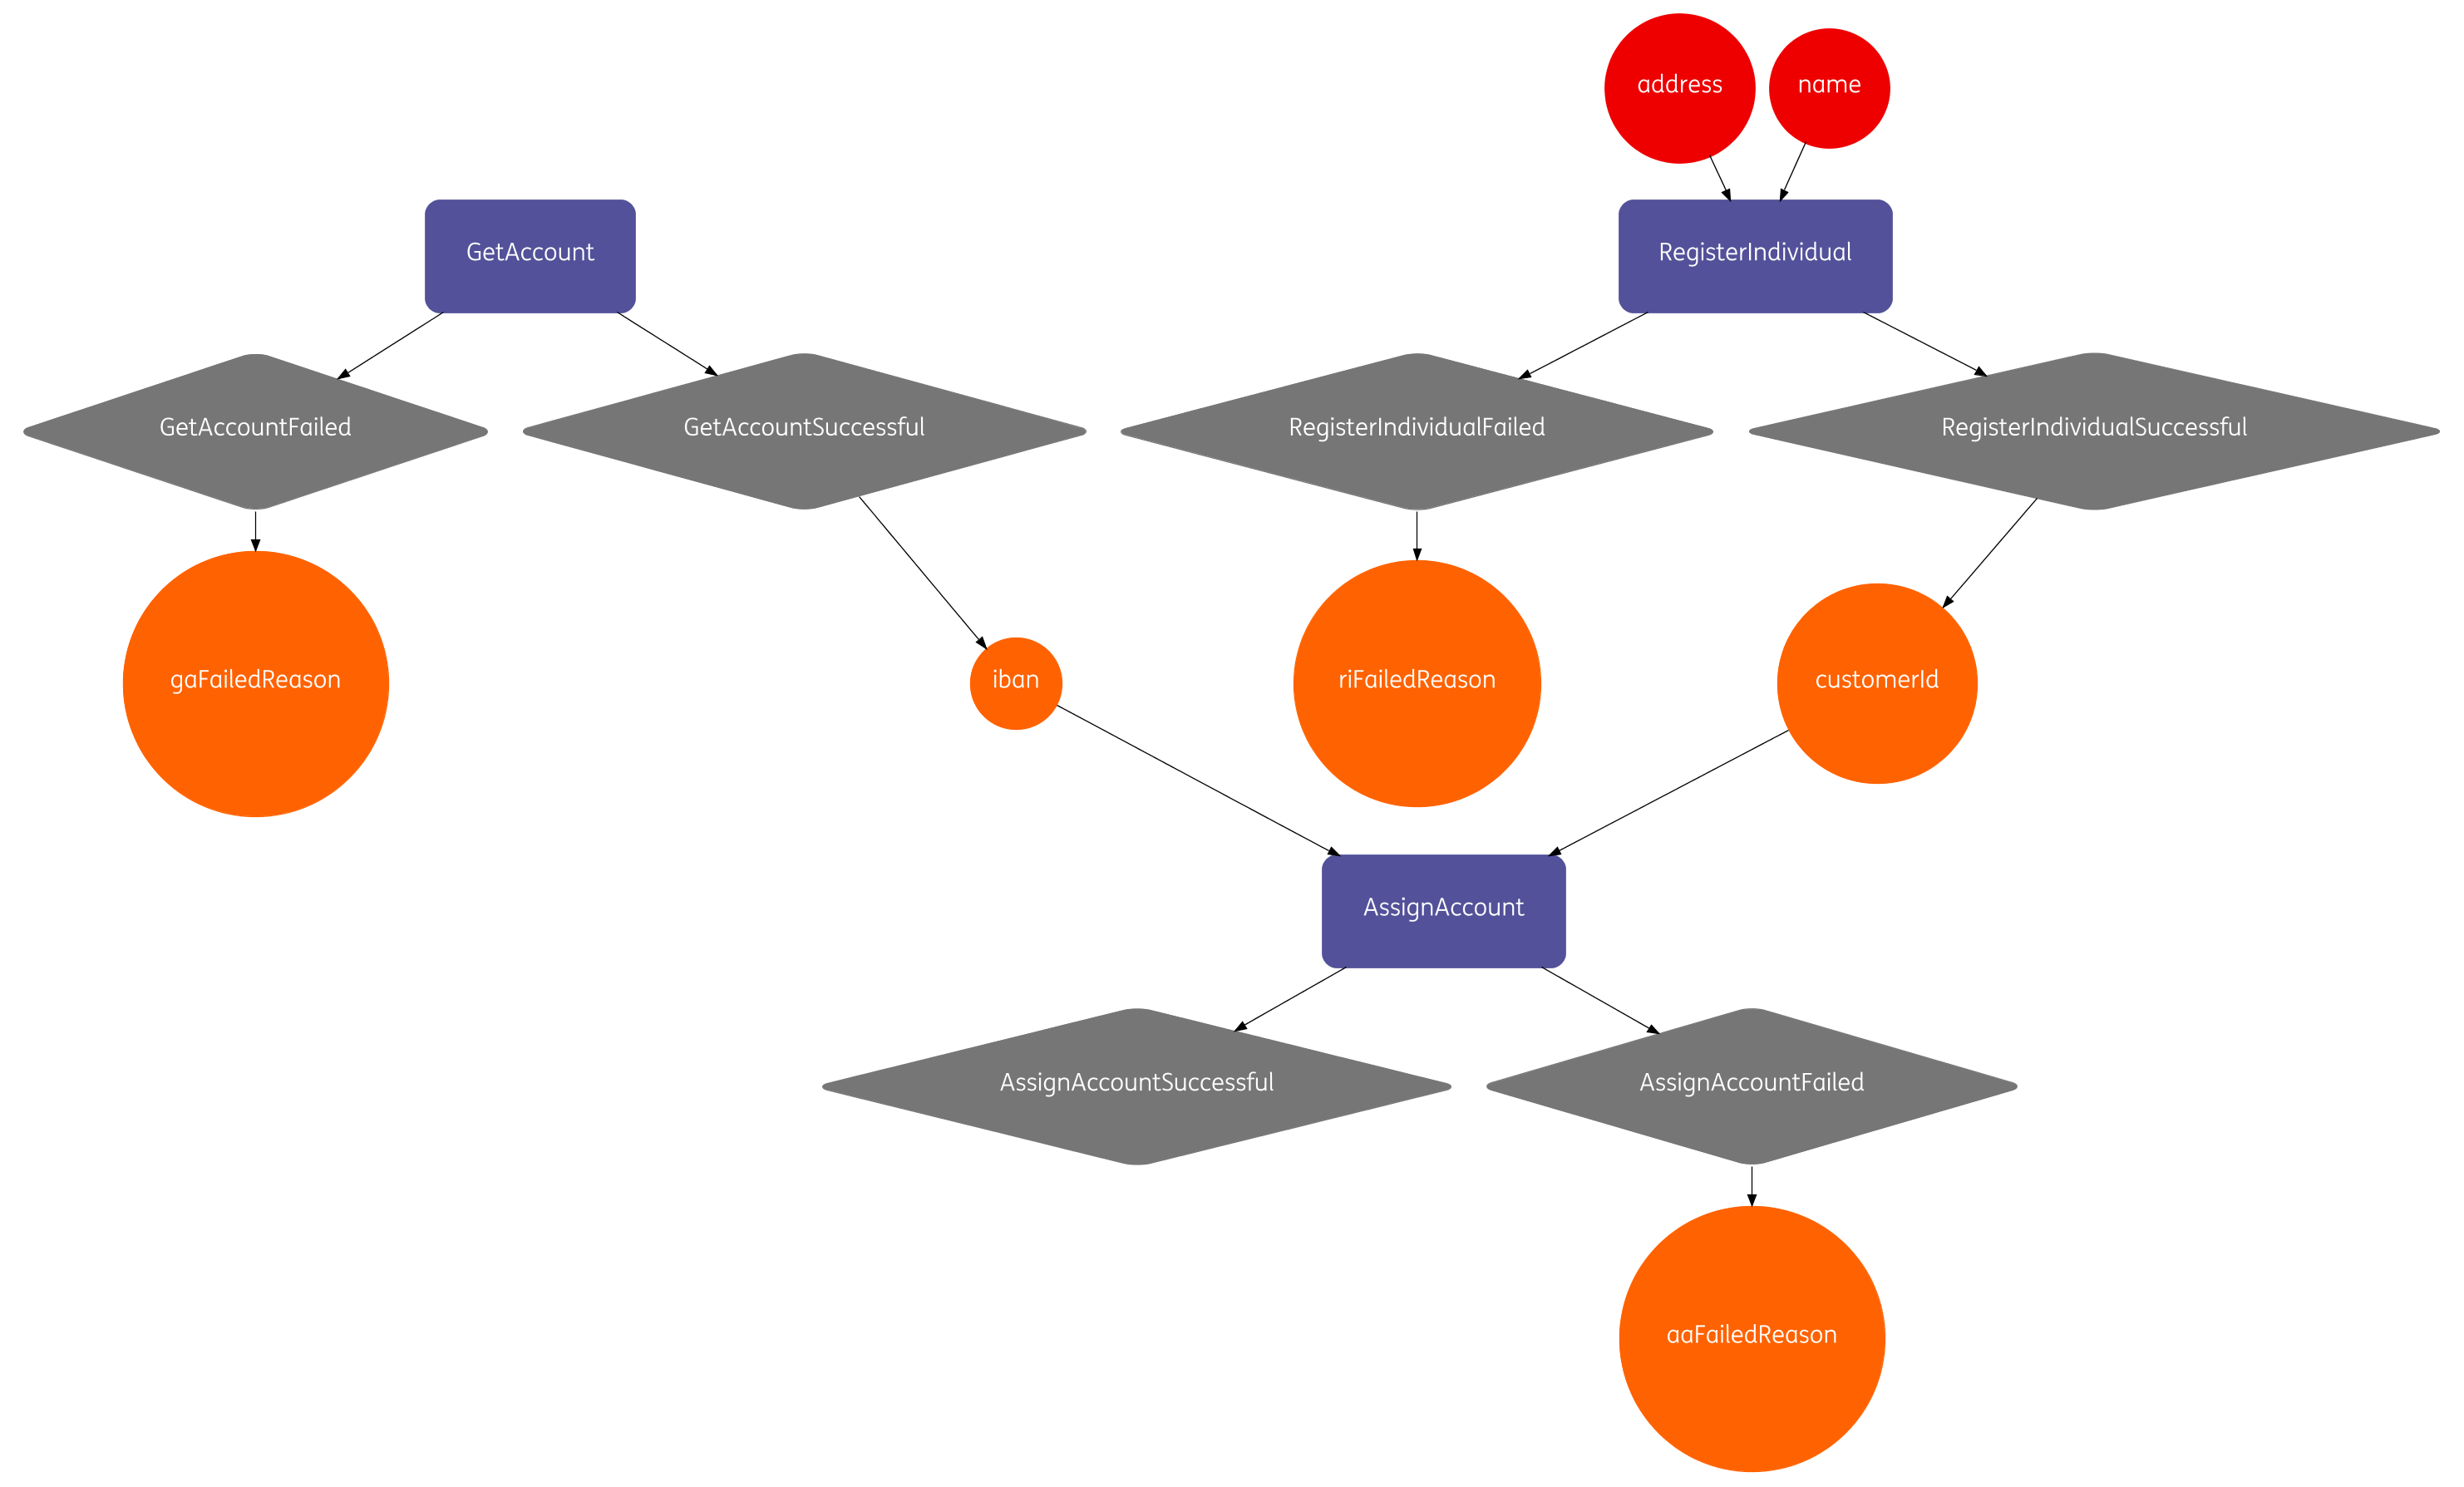 address
name
GetAccount
RegisterIndividual
GetAccountFailed
GetAccountSuccessful
RegisterIndividualFailed
RegisterIndividualSuccessful
gaFailedReason
iban
riFailedReason
customerId
AssignAccount
AssignAccountSuccessful
AssignAccountFailed
aaFailedReason